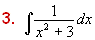 3. ∫ 1/(x² + 3) dx